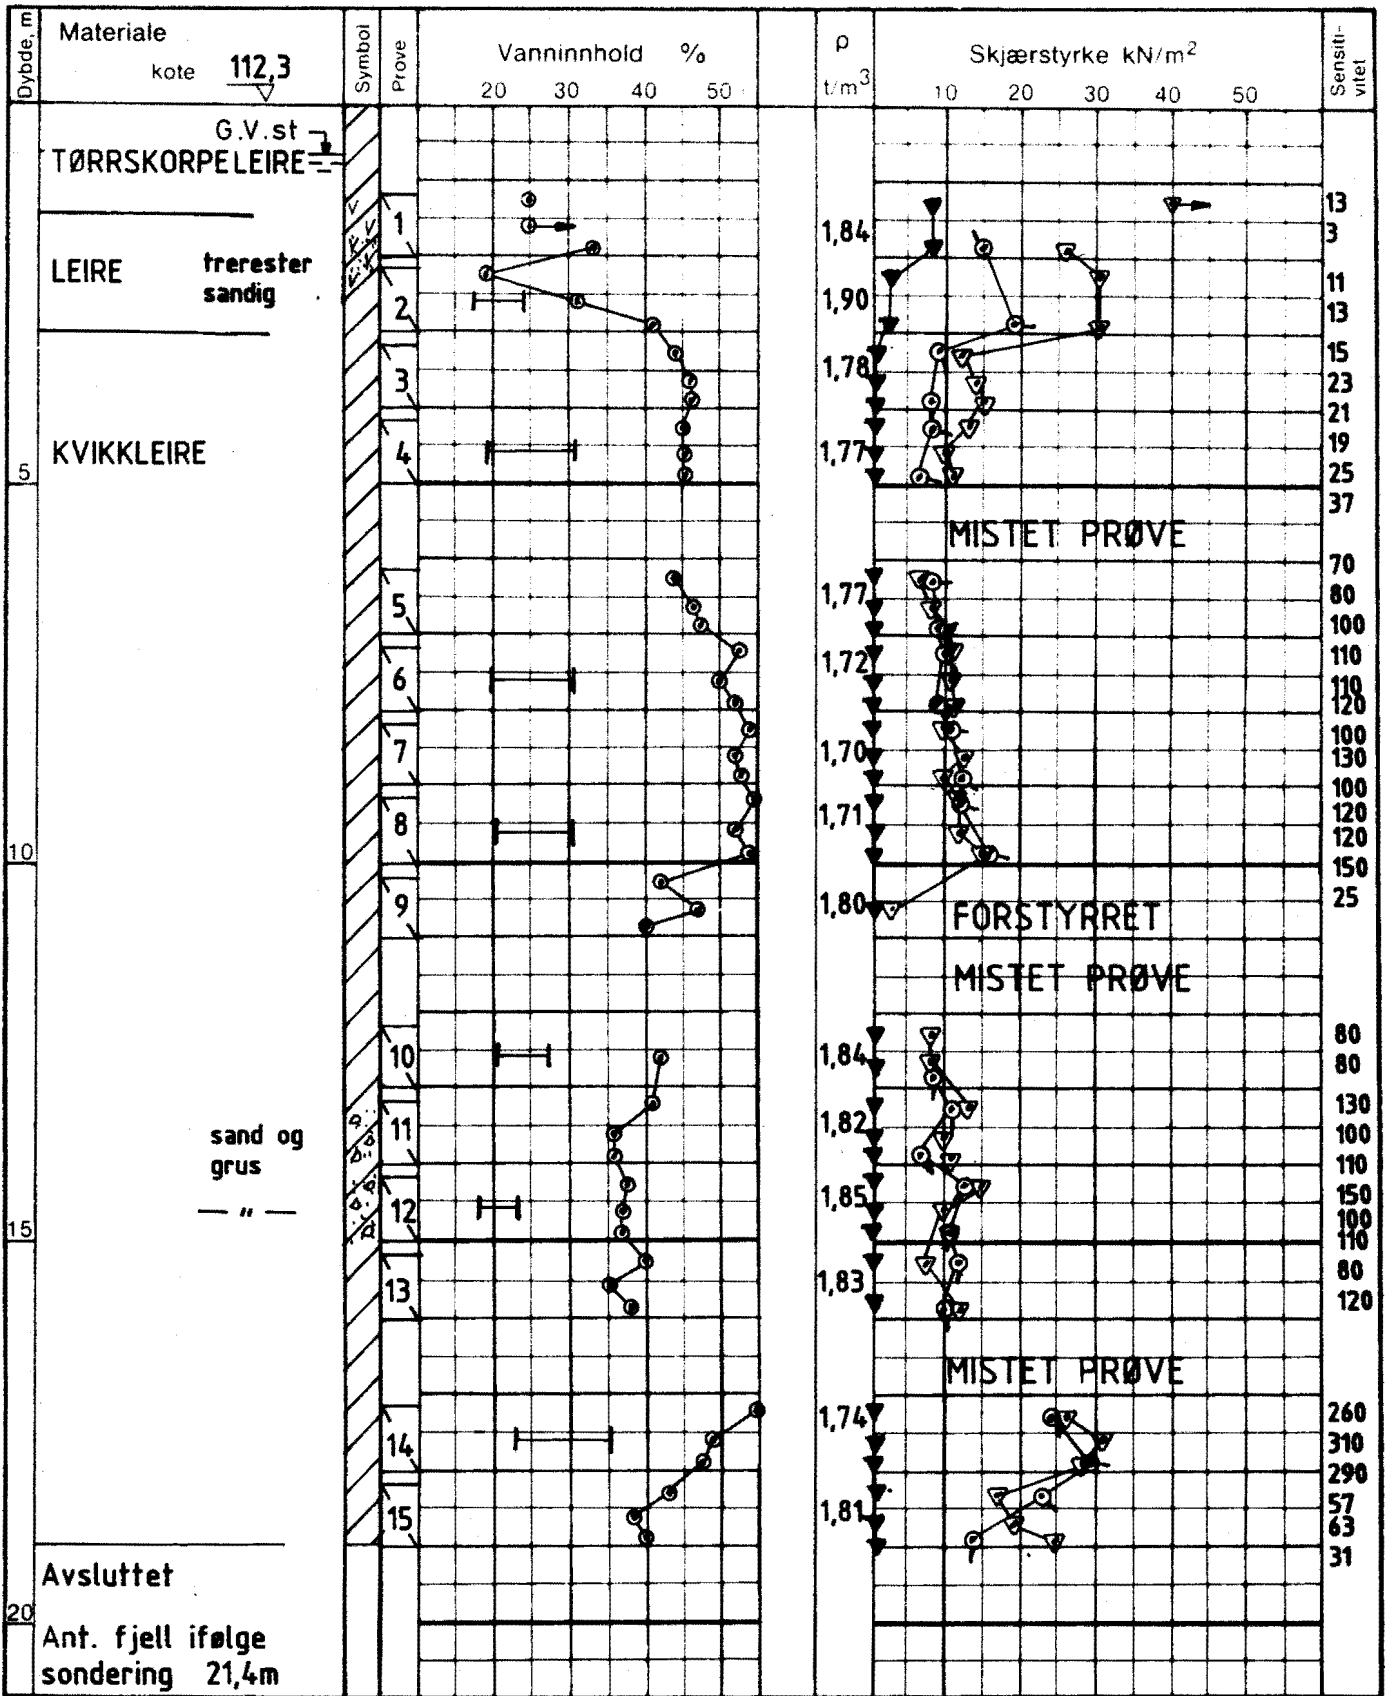 Dybde, m
Materiale
kote 112,3
Symbol
Prove
Vanninnhold %
20 30 40 50
ρ
t/m³
Skjærstyrke kN/m²
10 20 30 40 50
Sensiti-
vitet
G.V.st
TØRRSKORPELEIRE
LEIRE
trerester
sandig
KVIKKLEIRE
sand og
grus
— " —
Avsluttet
Ant. fjell ifølge
sondering 21,4m
5
10
15
20
1
2
3
4
5
6
7
8
9
10
11
12
13
14
15
1,84
1,90
1,78
1,77
1,77
1,72
1,70
1,71
1,80
1,84
1,82
1,85
1,83
1,74
1,81
MISTET PRØVE
FORSTYRRET
MISTET PRØVE
MISTET PRØVE
13
3
11
13
15
23
21
19
25
37
70
80
100
110
110
120
100
130
100
120
120
150
25
80
80
130
100
110
150
100
110
80
120
260
310
290
57
63
31